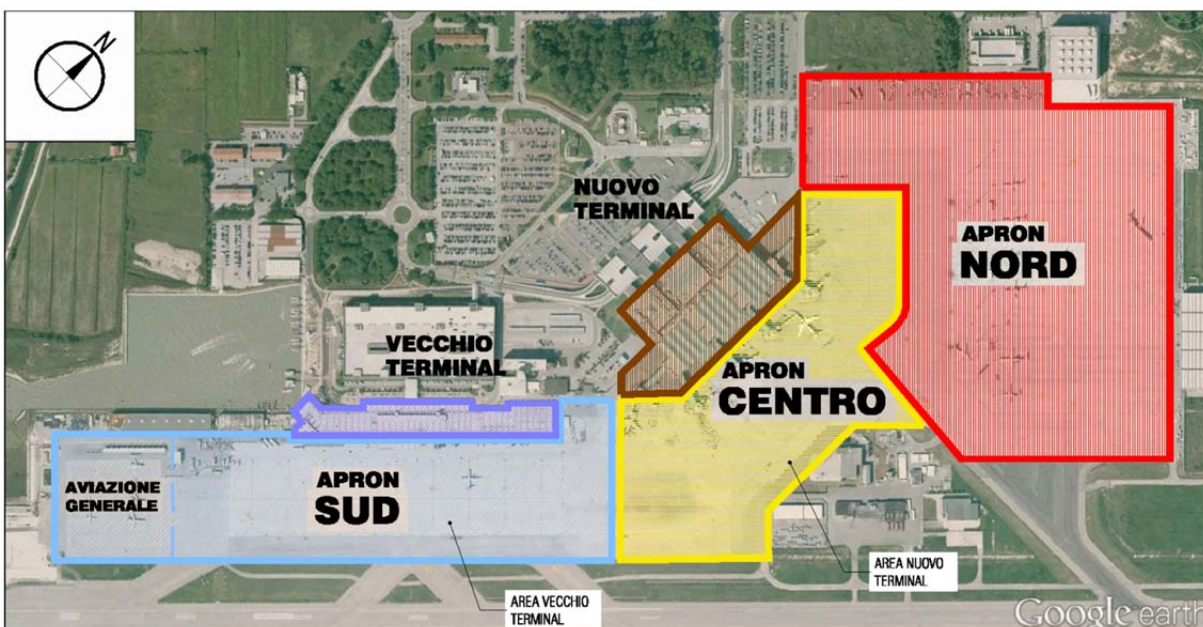 N
NUOVO
TERMINAL
APRON
NORD
VECCHIO
TERMINAL
APRON
CENTRO
AVIAZIONE
GENERALE
APRON
SUD
AREA NUOVO
TERMINAL
AREA VECCHIO
TERMINAL
Google earth